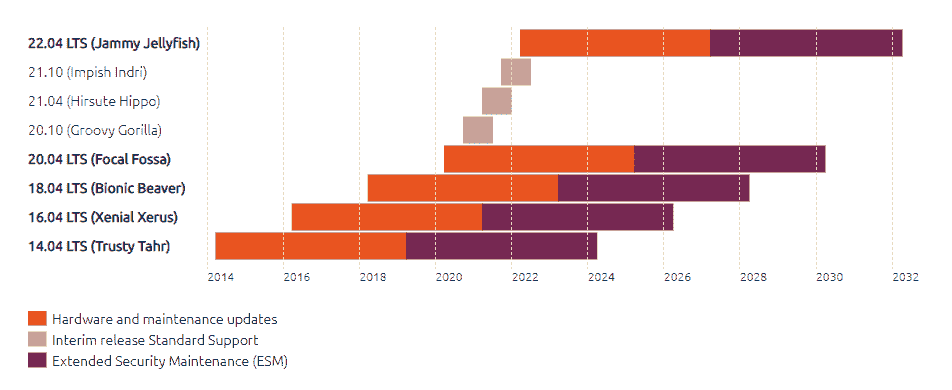 22.04 LTS (Jammy Jellyfish)
21.10 (Impish Indri)
21.04 (Hirsute Hippo)
20.10 (Groovy Gorilla)
20.04 LTS (Focal Fossa)
18.04 LTS (Bionic Beaver)
16.04 LTS (Xenial Xerus)
14.04 LTS (Trusty Tahr)
2014 2016 2018 2020 2022 2024 2026 2028 2030 2032
Hardware and maintenance updates
Interim release Standard Support
Extended Security Maintenance (ESM)